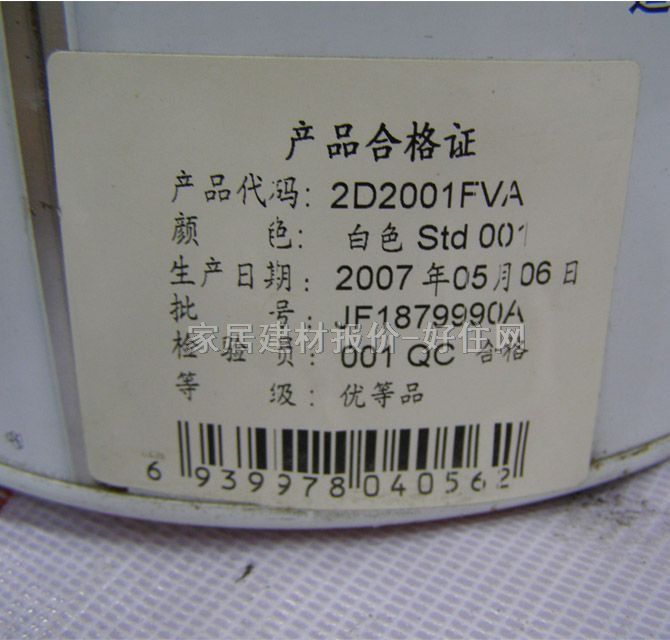 产品合格证
产品代码: 2D2001FVA
颜 色: 白色 Std 001
生产日期: 2007年05月06日
批 号: JF1879990A
家居建材报价-好住网
检 验 员: 001 QC 合格
等 级: 优等品
6 939978 040562